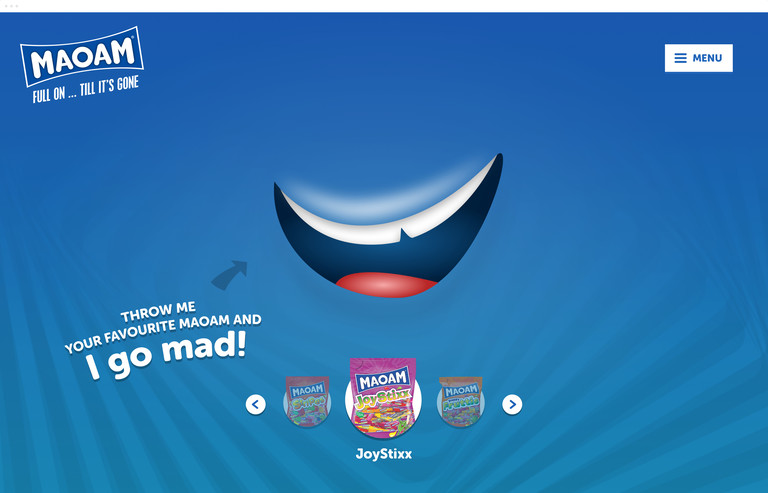 MAOAM
FULL ON ... TILL IT'S GONE
MENU
THROW ME
YOUR FAVOURITE MAOAM AND
I go mad!
MAOAM
MAOAM
JoyStixx
MAOAM
JoyStixx